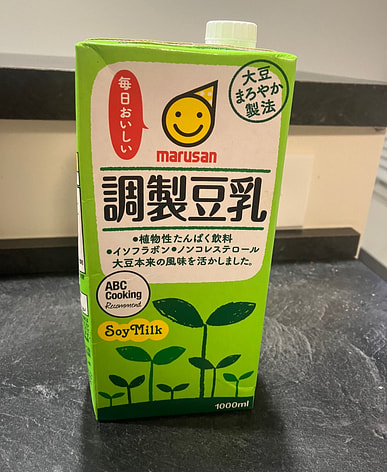 毎日おいしい
大豆
まろやか
製法
marusan
調製豆乳
●植物性たんぱく飲料
●イソフラボン●ノンコレステロール
大豆本来の風味を活かしました。
ABC
Cooking
Recommend
Soy Milk
1000ml